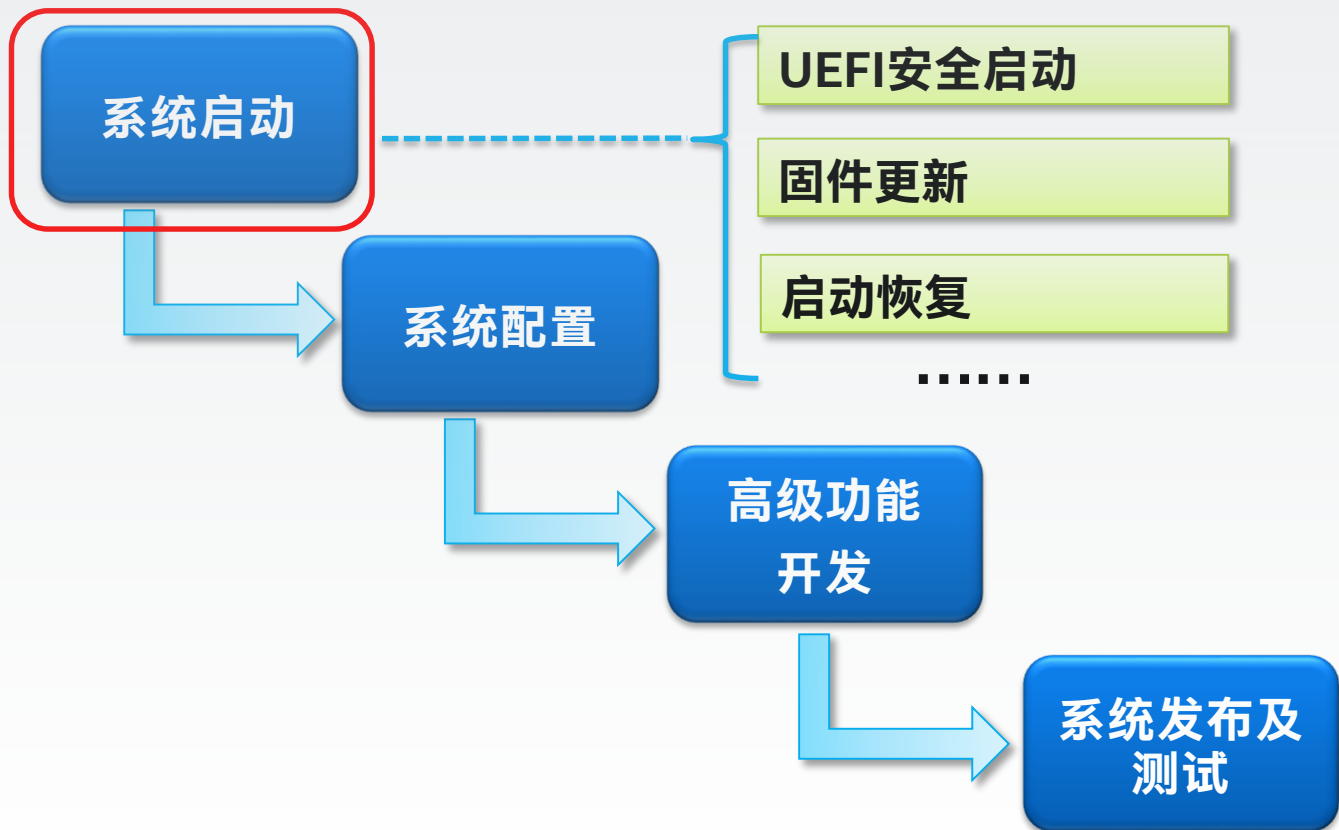 系统启动
UEFI安全启动
固件更新
启动恢复
......
系统配置
高级功能
开发
系统发布及
测试